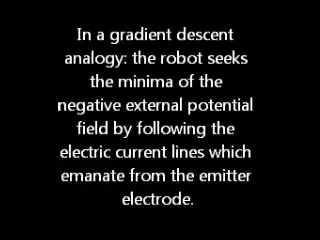 In a gradient descent
analogy: the robot seeks
the minima of the
negative external potential
field by following the
electric current lines which
emanate from the emitter
electrode.